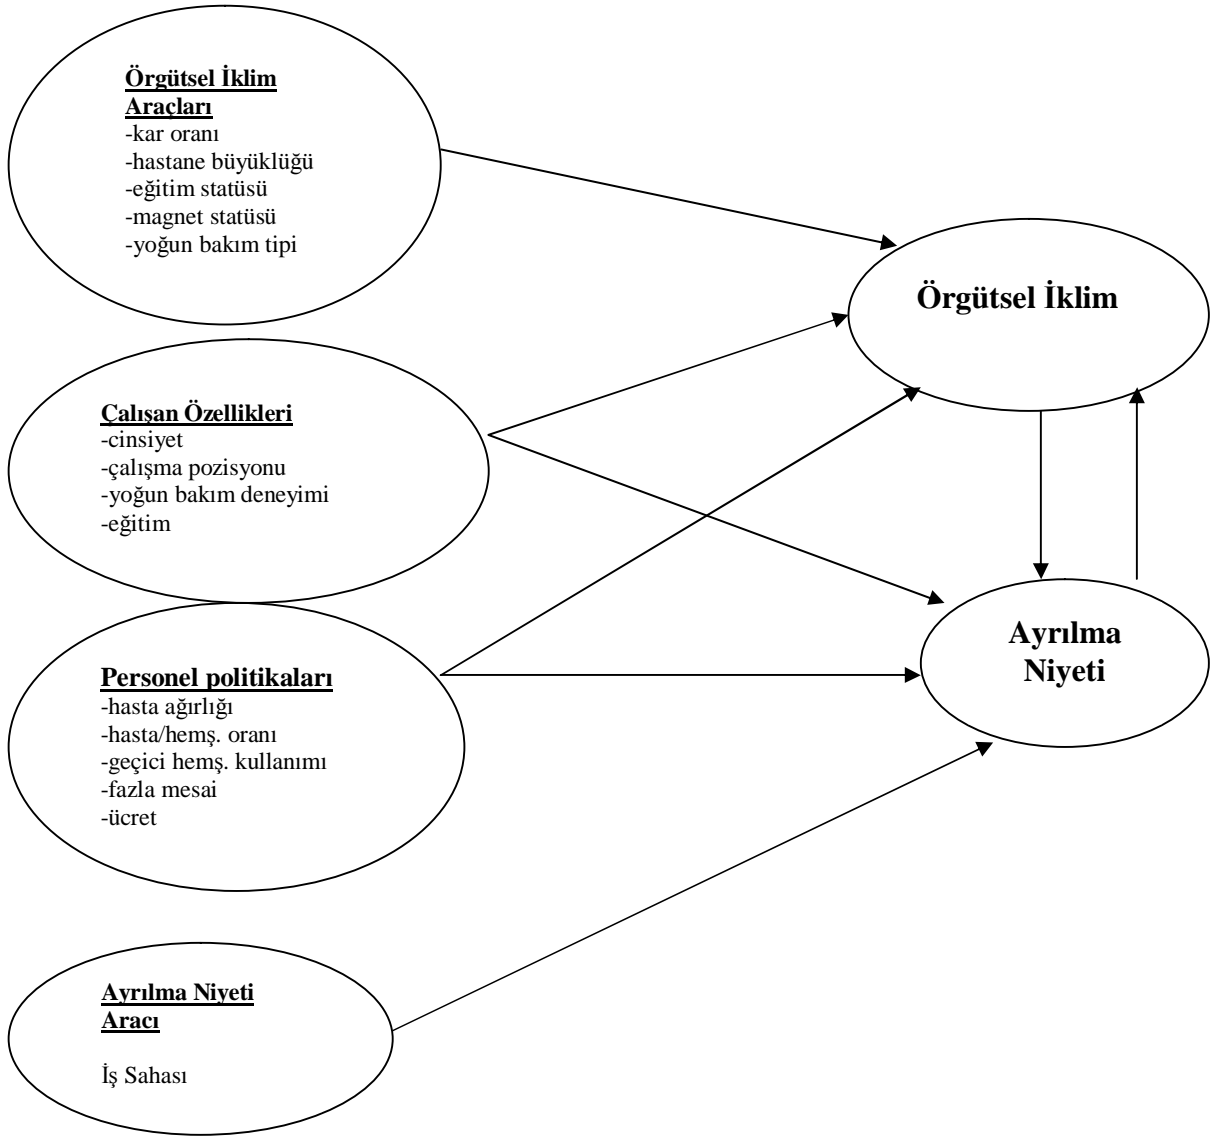 Örgütsel İklim
Araçları
-kar oranı
-hastane büyüklüğü
-eğitim statüsü
-magnet statüsü
-yoğun bakım tipi
Örgütsel İklim
Çalışan Özellikleri
-cinsiyet
-çalışma pozisyonu
-yoğun bakım deneyimi
-eğitim
Ayrılma
Niyeti
Personel politikaları
-hasta ağırlığı
-hasta/hemş. oranı
-geçici hemş. kullanımı
-fazla mesai
-ücret
Ayrılma Niyeti
Aracı
İş Sahası